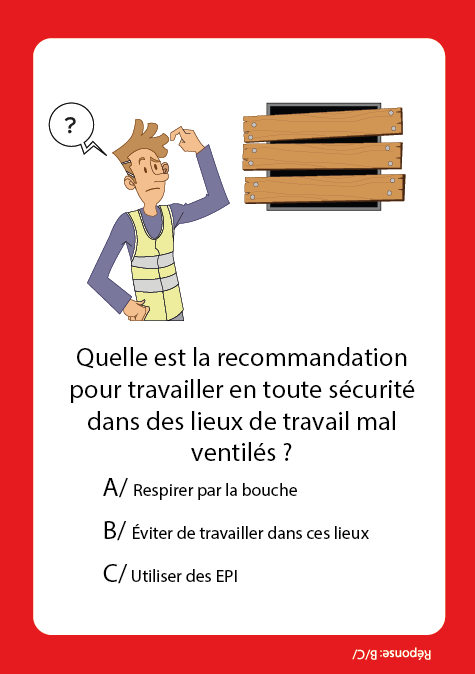 ?
Quelle est la recommandation
pour travailler en toute sécurité
dans des lieux de travail mal
ventilés ?
A/ Respirer par la bouche
B/ Éviter de travailler dans ces lieux
C/ Utiliser des EPI
Réponse: B/C/